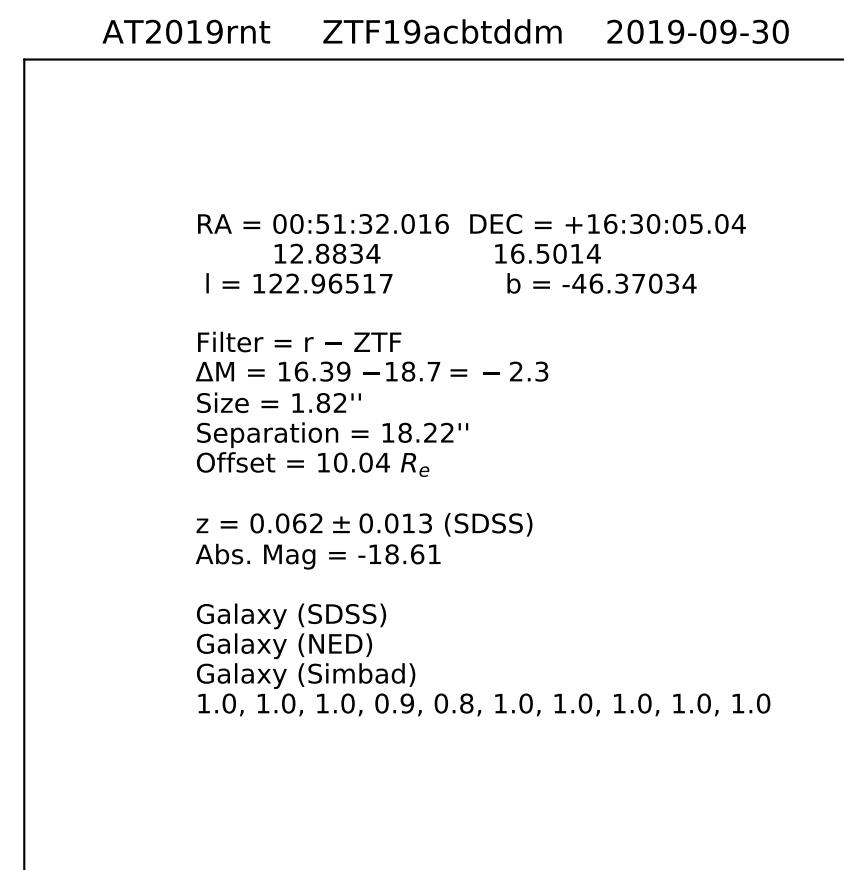 AT2019rnt ZTF19acbtddm 2019-09-30
RA = 00:51:32.016 DEC = +16:30:05.04
12.8834 16.5014
l = 122.96517 b = -46.37034
Filter = r − ZTF
ΔM = 16.39 −18.7 = − 2.3
Size = 1.82''
Separation = 18.22''
Offset = 10.04 Rₑ
z = 0.062 ± 0.013 (SDSS)
Abs. Mag = -18.61
Galaxy (SDSS)
Galaxy (NED)
Galaxy (Simbad)
1.0, 1.0, 1.0, 0.9, 0.8, 1.0, 1.0, 1.0, 1.0, 1.0